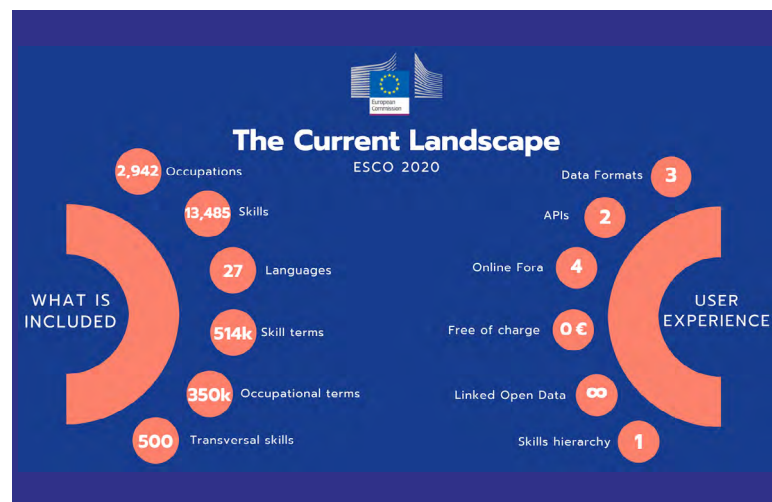 European
Commission
The Current Landscape
ESCO 2020
2,942 Occupations
13,485 Skills
27 Languages
514k Skill terms
350k Occupational terms
500 Transversal skills
WHAT IS
INCLUDED
Data Formats 3
APIs 2
Online Fora 4
Free of charge 0 €
Linked Open Data ∞
Skills hierarchy 1
USER
EXPERIENCE